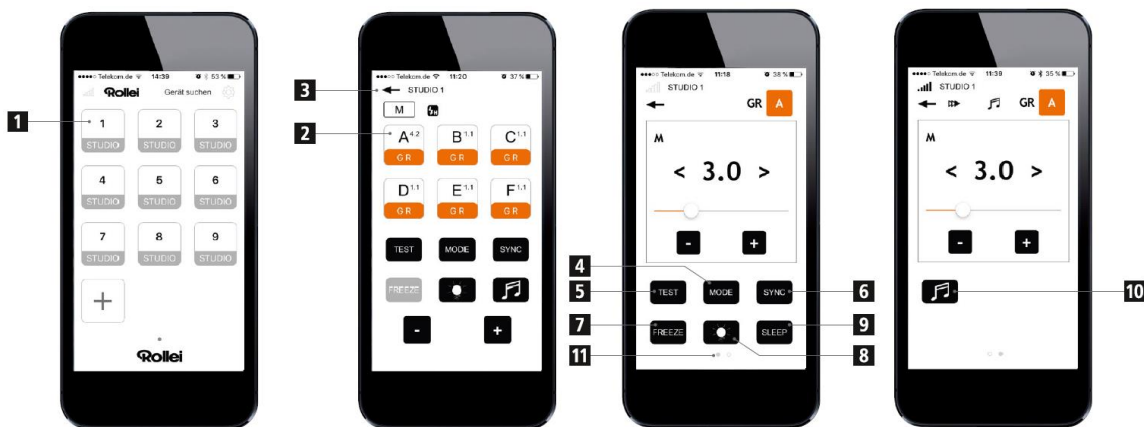 ●●●●○ Telekom.de 14:39 53 %
Rollei Gerät suchen
1
1 2 3
STUDIO STUDIO STUDIO
4 5 6
STUDIO STUDIO STUDIO
7 8 9
STUDIO STUDIO STUDIO
+
Rollei
●●●○○ Telekom.de 11:20 37 %
3
← STUDIO 1
M
2
A4.2 B1.1 C1.1
GR GR GR
D1.1 E1.1 F1.1
GR GR GR
TEST MODE SYNC
FREEZE
- +
●●●○○ Telekom.de 11:18 38 %
STUDIO 1
← GR A
M
< 3.0 >
- +
4
5
TEST MODE SYNC
6
7
FREEZE SLEEP
9
11
8
●●●○○ Telekom.de 11:39 35 %
STUDIO 1
← GR A
M
< 3.0 >
- +
10